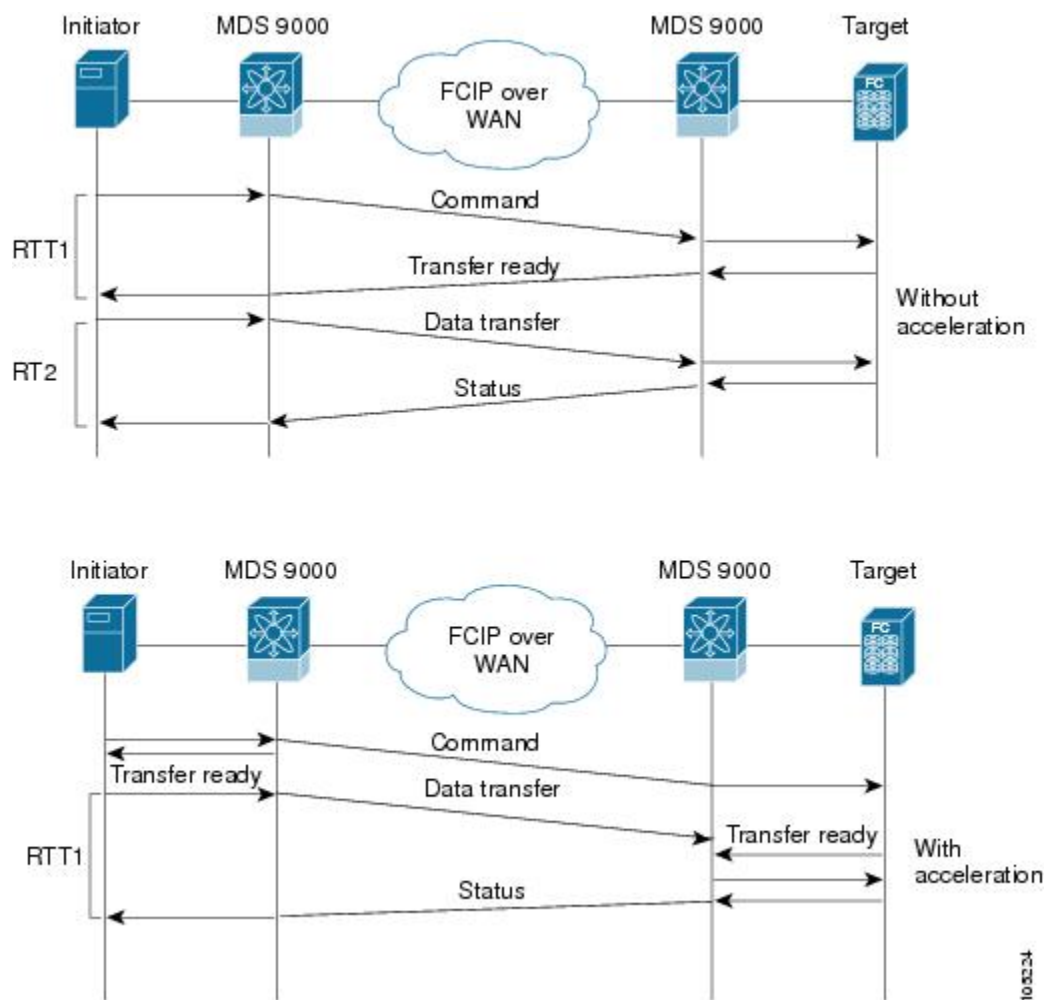 Initiator
MDS 9000
MDS 9000
Target
FCIP over
WAN
FC
Command
RTT1
Transfer ready
Without
acceleration
Data transfer
RT2
Status
Initiator
MDS 9000
MDS 9000
Target
FCIP over
WAN
FC
Command
Transfer ready
Data transfer
Transfer ready
RTT1
With
acceleration
Status
105224